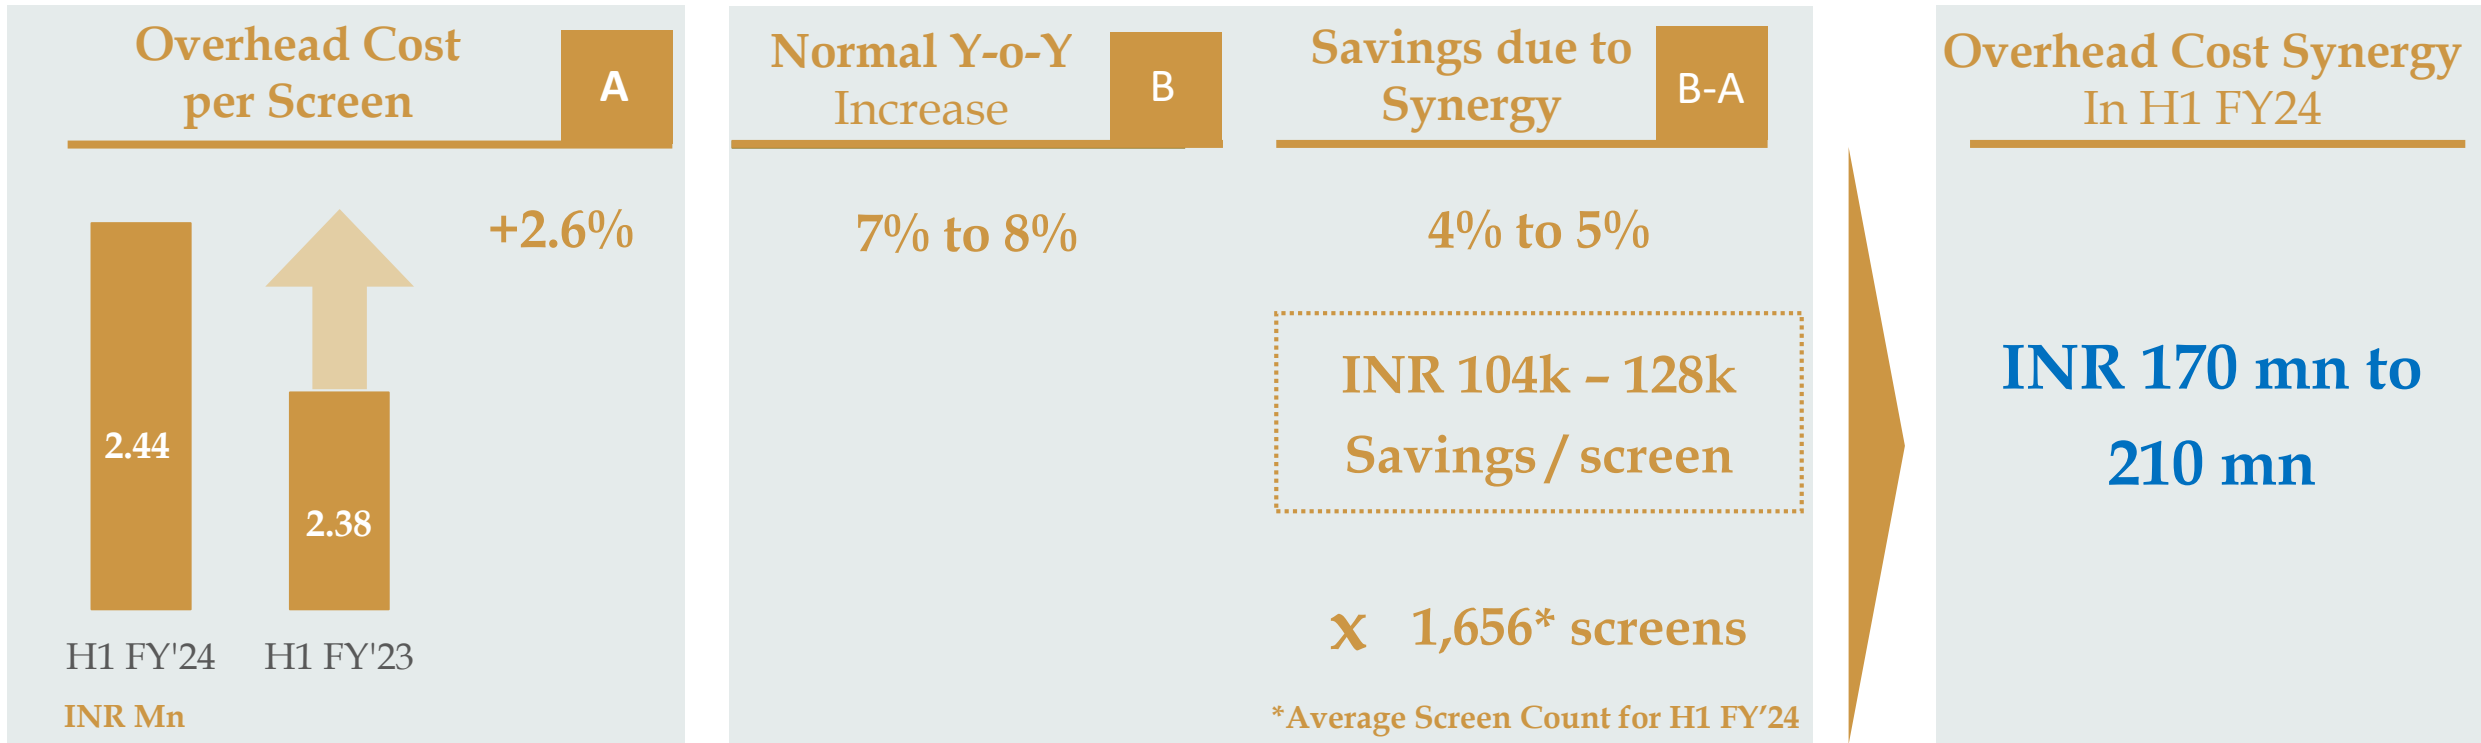 Overhead Cost
per Screen
A
+2.6%
2.44
2.38
H1 FY'24
H1 FY'23
INR Mn
Normal Y-o-Y
Increase
B
7% to 8%
Savings due to
Synergy
B-A
4% to 5%
INR 104k – 128k
Savings / screen
x 1,656* screens
*Average Screen Count for H1 FY’24
Overhead Cost Synergy
In H1 FY24
INR 170 mn to
210 mn